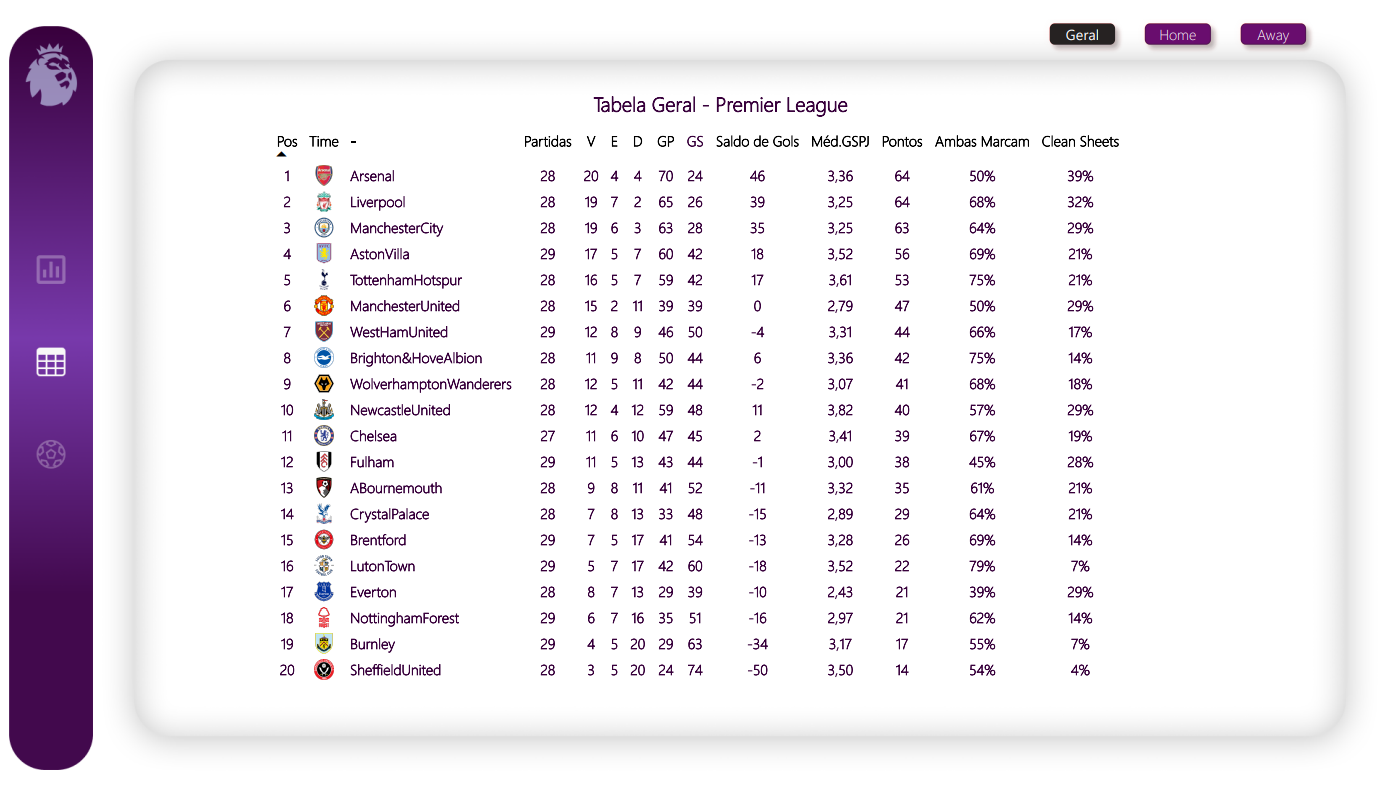 Geral Home Away
Tabela Geral - Premier League
Pos Time - Partidas V E D GP GS Saldo de Gols Méd.GSPJ Pontos Ambas Marcam Clean Sheets
1 Arsenal 28 20 4 4 70 24 46 3,36 64 50% 39%
2 Liverpool 28 19 7 2 65 26 39 3,25 64 68% 32%
3 ManchesterCity 28 19 6 3 63 28 35 3,25 63 64% 29%
4 AstonVilla 29 17 5 7 60 42 18 3,52 56 69% 21%
5 TottenhamHotspur 28 16 5 7 59 42 17 3,61 53 75% 21%
6 ManchesterUnited 28 15 2 11 39 39 0 2,79 47 50% 29%
7 WestHamUnited 29 12 8 9 46 50 -4 3,31 44 66% 17%
8 Brighton&HoveAlbion 28 11 9 8 50 44 6 3,36 42 75% 14%
9 WolverhamptonWanderers 28 12 5 11 42 44 -2 3,07 41 68% 18%
10 NewcastleUnited 28 12 4 12 59 48 11 3,82 40 57% 29%
11 Chelsea 27 11 6 10 47 45 2 3,41 39 67% 19%
12 Fulham 29 11 5 13 43 44 -1 3,00 38 45% 28%
13 ABournemouth 28 9 8 11 41 52 -11 3,32 35 61% 21%
14 CrystalPalace 28 7 8 13 33 48 -15 2,89 29 64% 21%
15 Brentford 29 7 5 17 41 54 -13 3,28 26 69% 14%
16 LutonTown 29 5 7 17 42 60 -18 3,52 22 79% 7%
17 Everton 28 8 7 13 29 39 -10 2,43 21 39% 29%
18 NottinghamForest 29 6 7 16 35 51 -16 2,97 21 62% 14%
19 Burnley 29 4 5 20 29 63 -34 3,17 17 55% 7%
20 SheffieldUnited 28 3 5 20 24 74 -50 3,50 14 54% 4%